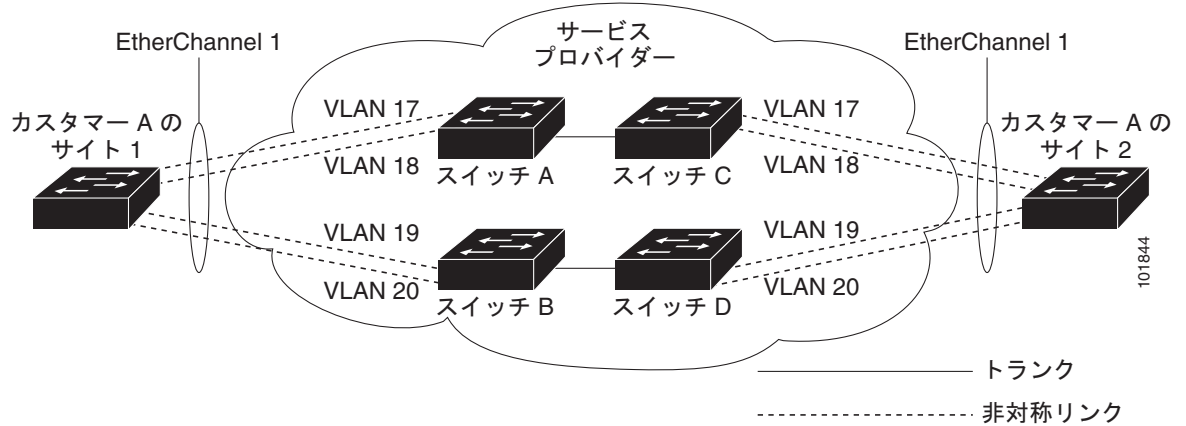 サービス
プロバイダー
EtherChannel 1
EtherChannel 1
カスタマー A の
サイト 1
VLAN 17
VLAN 18
スイッチ A
スイッチ C
VLAN 17
VLAN 18
カスタマー A の
サイト 2
VLAN 19
VLAN 20
スイッチ B
スイッチ D
VLAN 19
VLAN 20
101844
トランク
非対称リンク